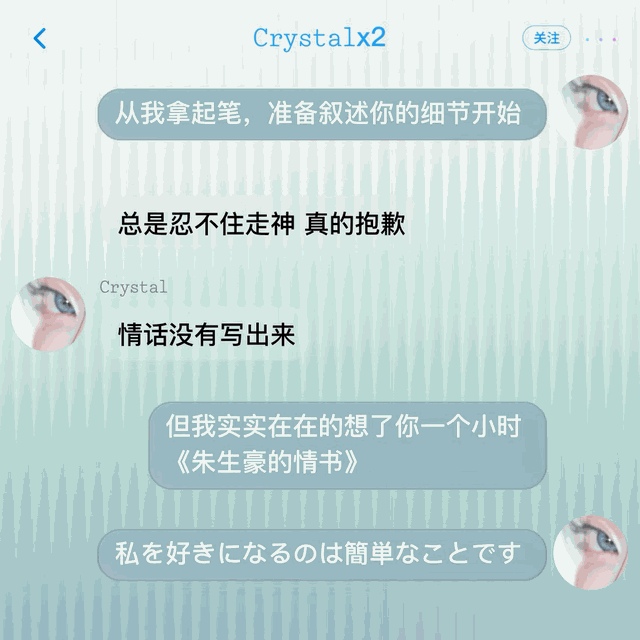 Crystalx2
关注
从我拿起笔，准备叙述你的细节开始
总是忍不住走神 真的抱歉
Crystal
情话没有写出来
但我实实在在的想了你一个小时
《朱生豪的情书》
私を好きになるのは簡単なことです